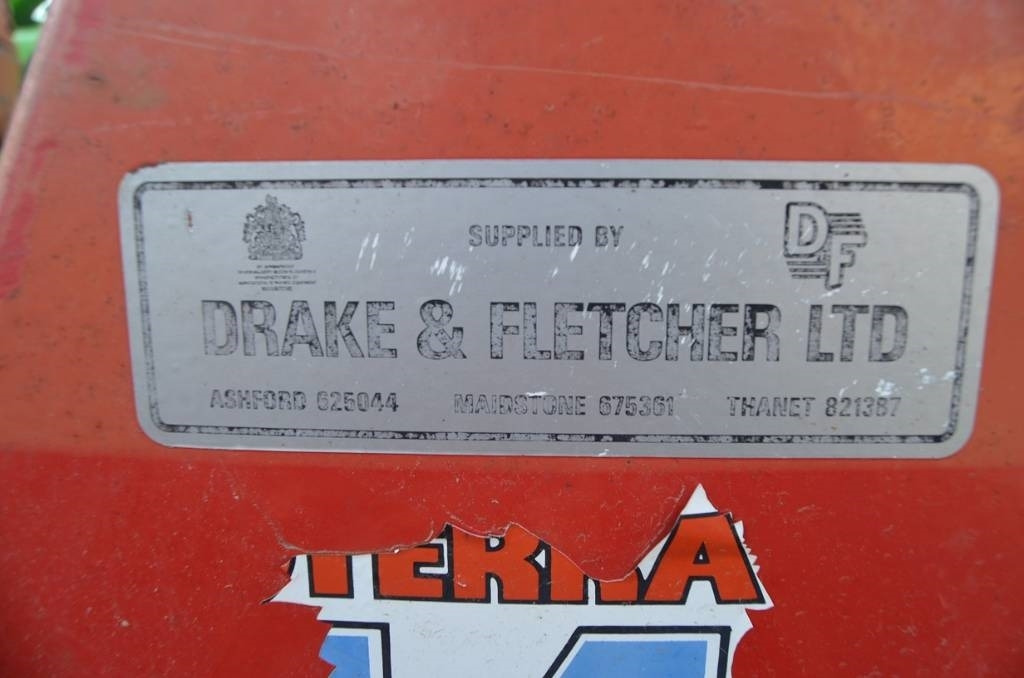 SUPPLIED BY
DF
DRAKE & FLETCHER LTD
ASHFORD 625044 MAIDSTONE 675361 THANET 821387
TERRA